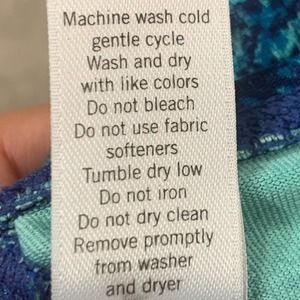 Machine wash cold
gentle cycle
Wash and dry
with like colors
Do not bleach
Do not use fabric
softeners
Tumble dry low
Do not iron
Do not dry clean
Remove promptly
from washer
and dryer